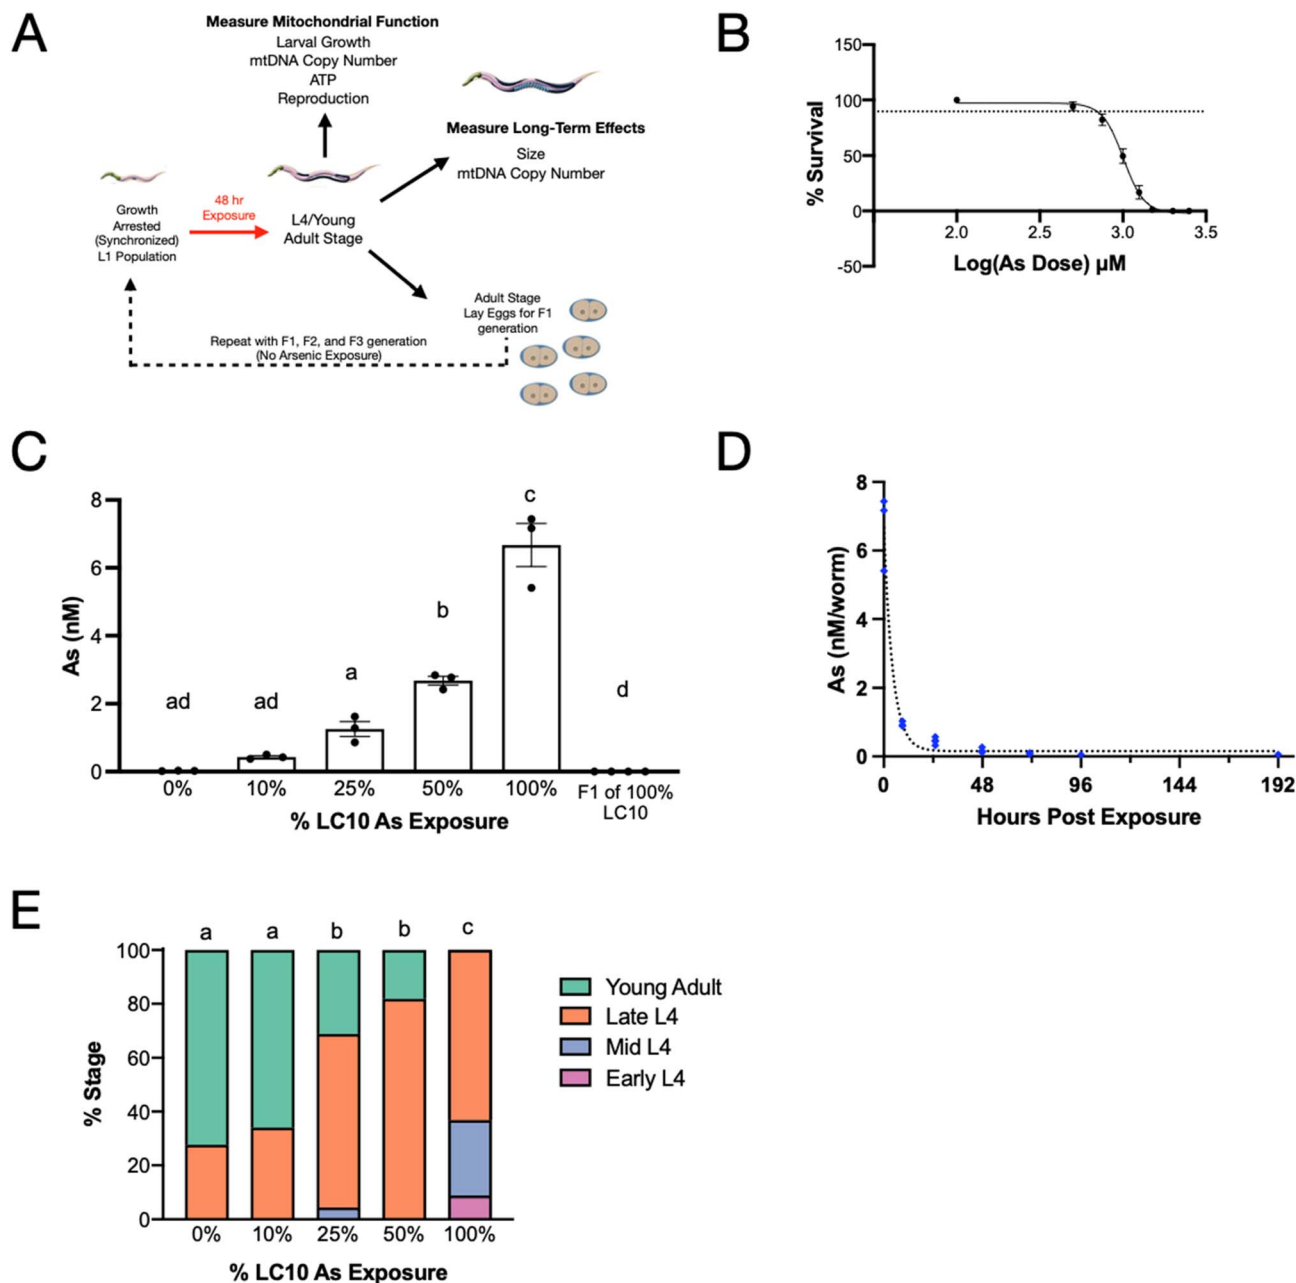 A
Measure Mitochondrial Function
Larval Growth
mtDNA Copy Number
ATP
Reproduction
Measure Long-Term Effects
Size
mtDNA Copy Number
Growth
Arrested
(Synchronized)
L1 Population
48 hr
Exposure
L4/Young
Adult Stage
Adult Stage
Lay Eggs for F1
generation
Repeat with F1, F2, and F3 generation
(No Arsenic Exposure)
B
% Survival
150
100
50
0
-50
2.0 2.5 3.0 3.5
Log(As Dose) µM
C
As (nM)
8
6
4
2
0
ad ad a b c d
0% 10% 25% 50% 100% F1 of 100%
LC10
% LC10 As Exposure
D
As (nM/worm)
8
6
4
2
0
0 48 96 144 192
Hours Post Exposure
E
% Stage
100
80
60
40
20
0
a a b b c
0% 10% 25% 50% 100%
% LC10 As Exposure
Young Adult
Late L4
Mid L4
Early L4